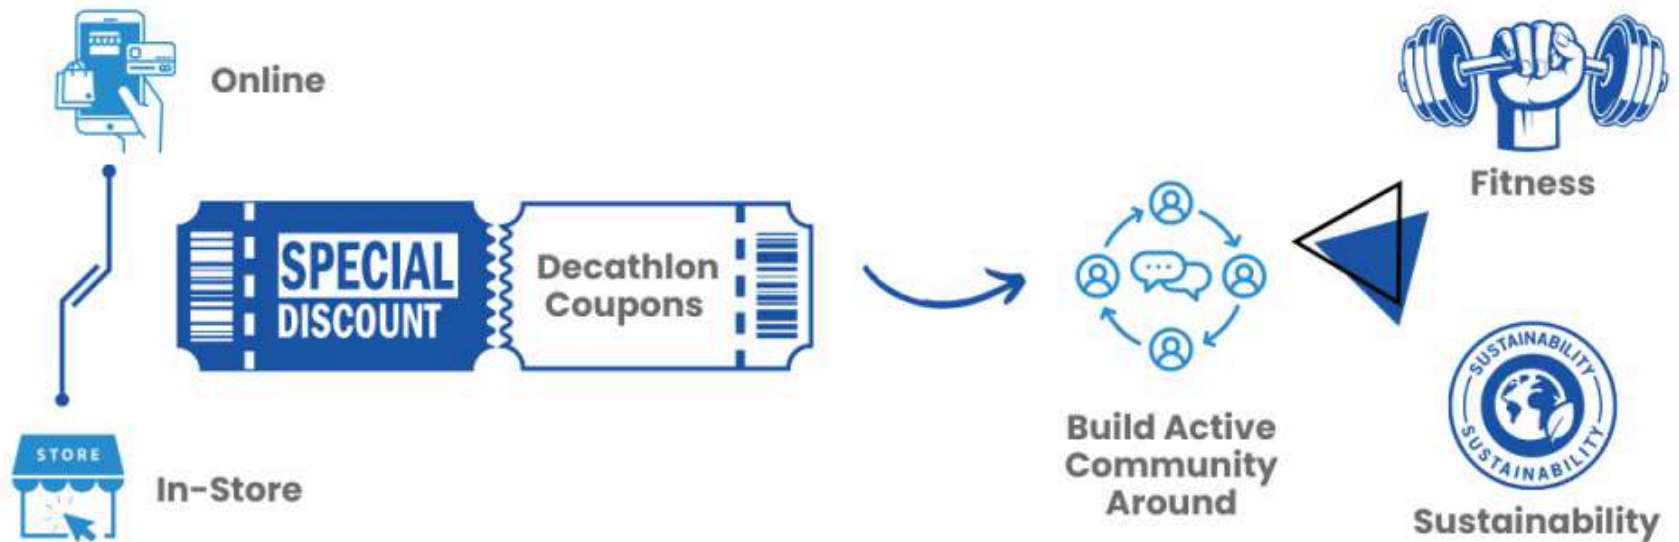 Online
SPECIAL
DISCOUNT
Decathlon
Coupons
STORE
In-Store
Build Active
Community
Around
Fitness
SUSTAINABILITY
SUSTAINABILITY
Sustainability